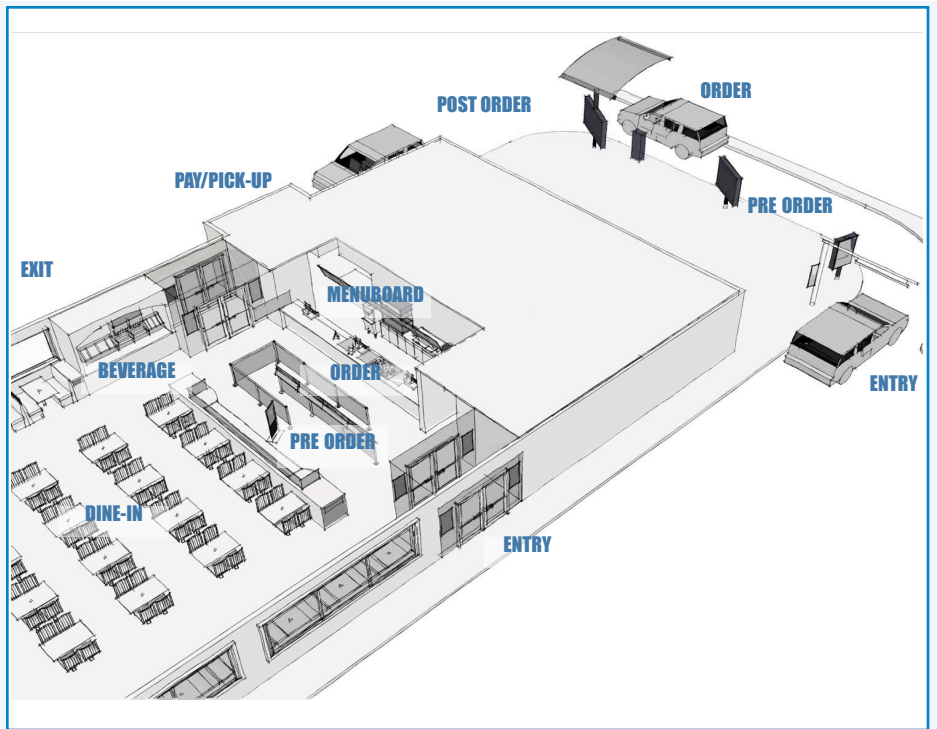 ORDER
POST ORDER
PAY/PICK-UP
PRE ORDER
EXIT
MENUBOARD
BEVERAGE
ORDER
ENTRY
PRE ORDER
DINE-IN
ENTRY